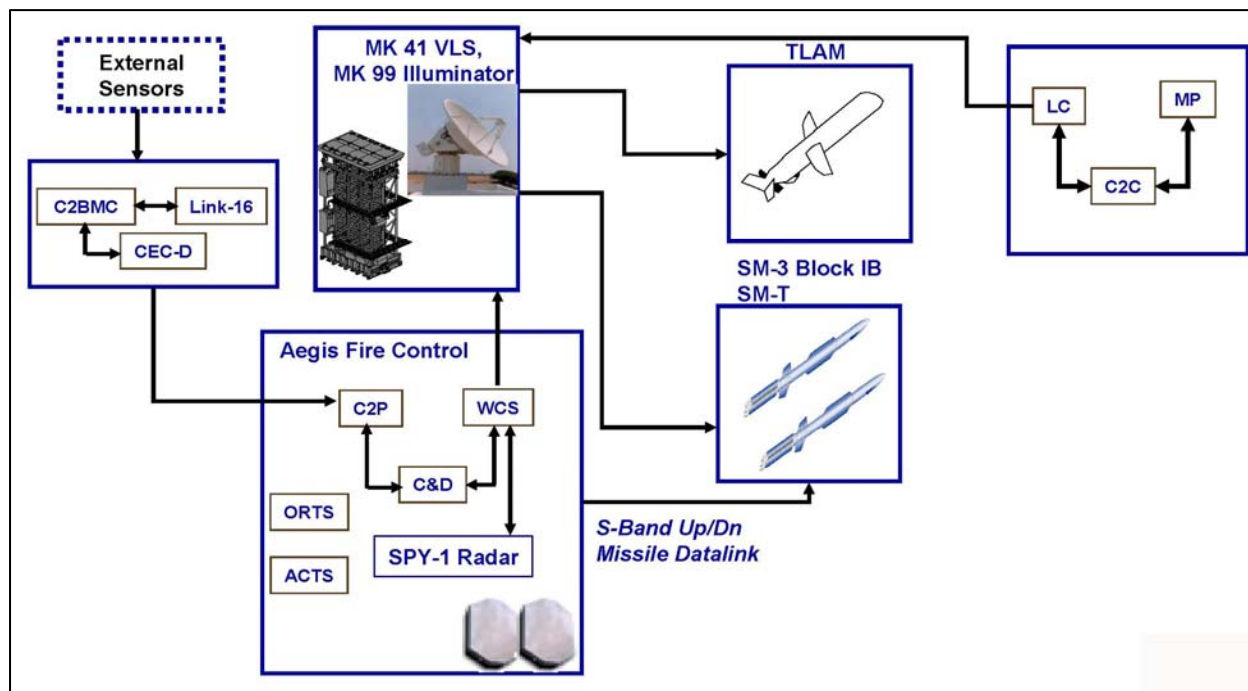 External
Sensors
C2BMC
Link-16
CEC-D
MK 41 VLS,
MK 99 Illuminator
TLAM
LC
MP
C2C
SM-3 Block IB
SM-T
Aegis Fire Control
C2P
WCS
C&D
ORTS
SPY-1 Radar
ACTS
S-Band Up/Dn
Missile Datalink